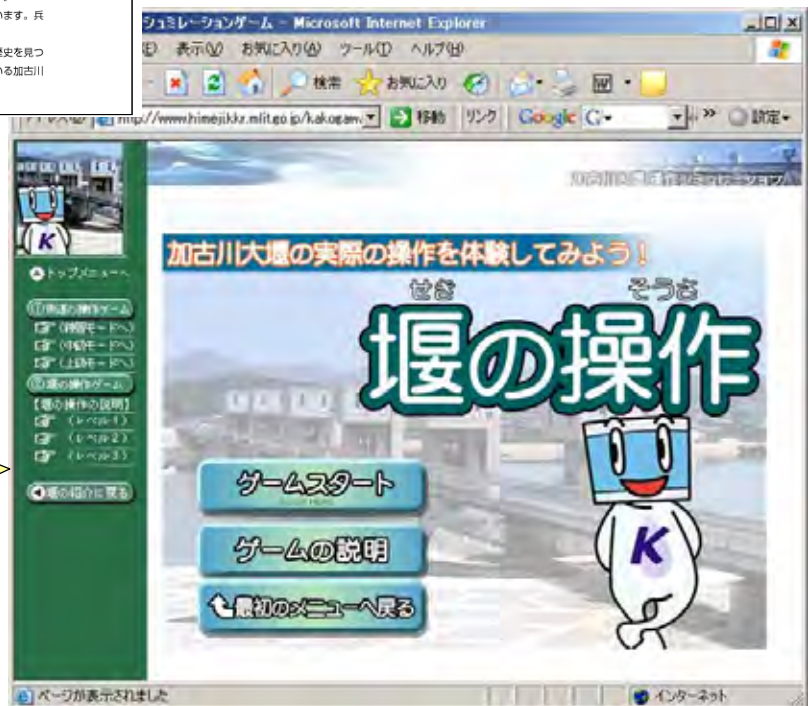 います。兵
歴史を見つ
いる加古川
シュミレーションゲーム - Microsoft Internet Explorer
表示(V) お気に入り(A) ツール(T) ヘルプ(H)
検索 お気に入り
http://www.himejikkr.mlit.go.jp/kakogaw 移動 リンク Google G 設定
加古川大堰の実際の操作を体験してみよう!
せき そうさ
堰の操作
K
トップメニューへ
②堰の操作ゲーム
【堰の操作の説明】
(レベル1)
(レベル2)
(レベル3)
堰の紹介に戻る
ゲームスタート
ゲームの説明
最初のメニューへ戻る
K
ページが表示されました
インターネット